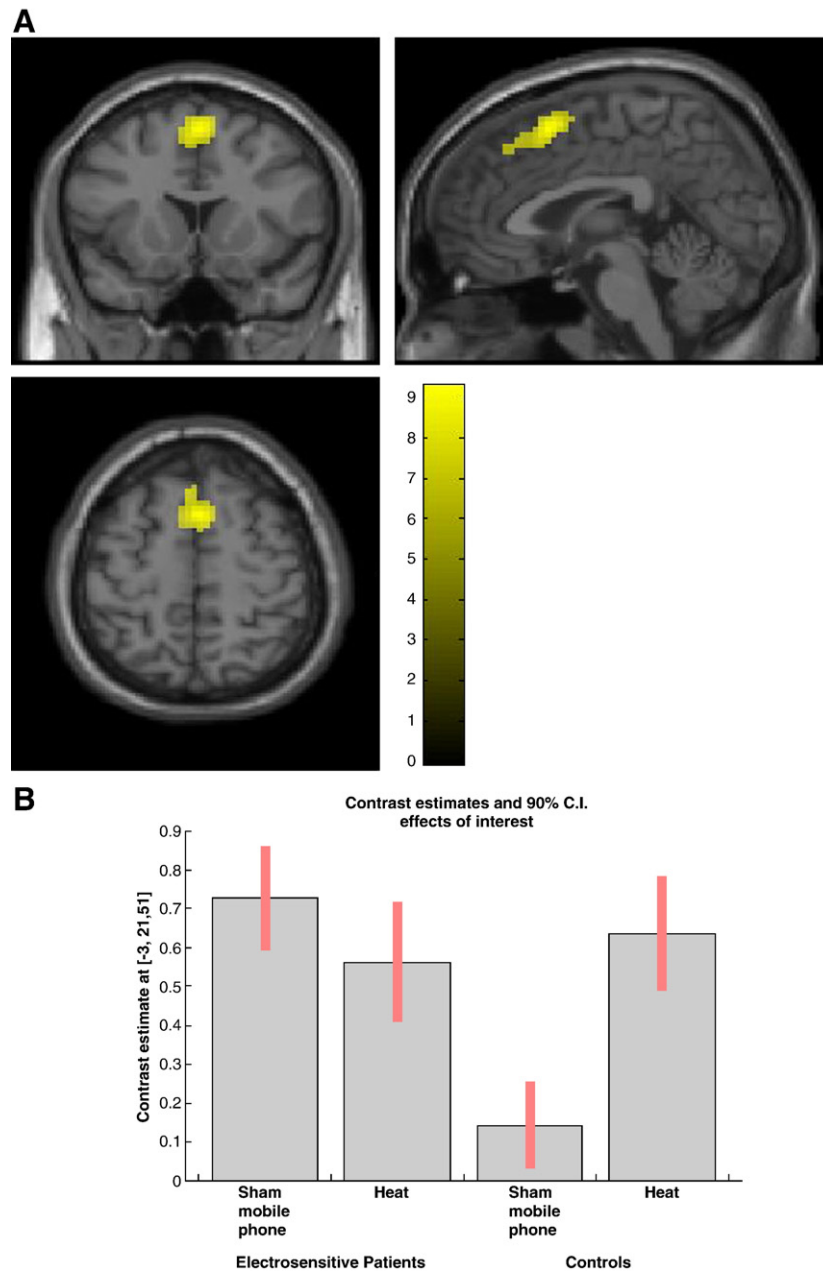 A
9
8
7
6
5
4
3
2
1
0
B
Contrast estimates and 90% C.I.
effects of interest
Contrast estimate at [-3, 21,51]
0.9
0.8
0.7
0.6
0.5
0.4
0.3
0.2
0.1
0
Sham
mobile
phone
Heat
Sham
mobile
phone
Heat
Electrosensitive Patients
Controls